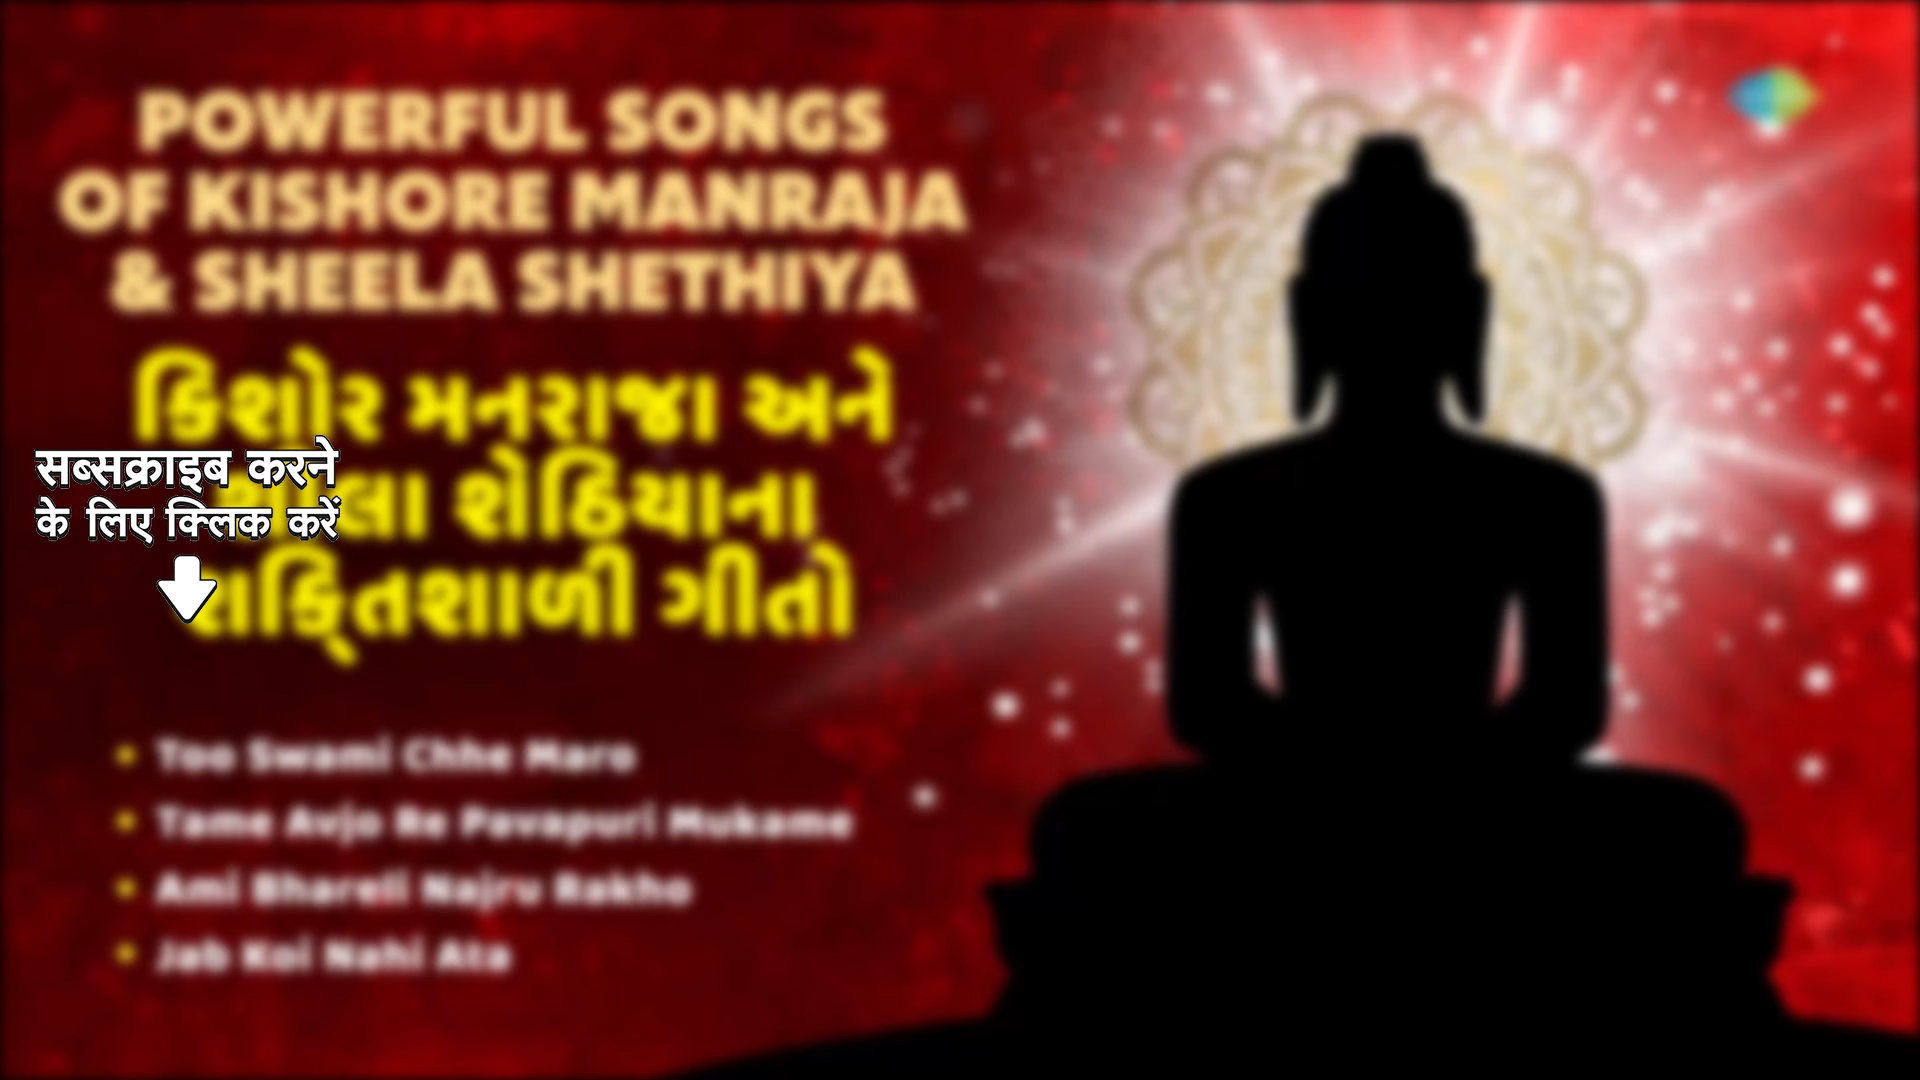 POWERFUL SONGS
OF KISHORE MANRAJA
& SHEELA SHETHIYA
કિશોર મનરાજા અને
શેઠિયાના
શક્તિશાળી ગીતો
सब्सक्राइब करने
के लिए क्लिक करें
• Too Swami Chhe Maro
• Tame Avjo Re Pavapuri Mukame
• Ami Bhareli Najru Rakho
• Jab Koi Nahi Ata